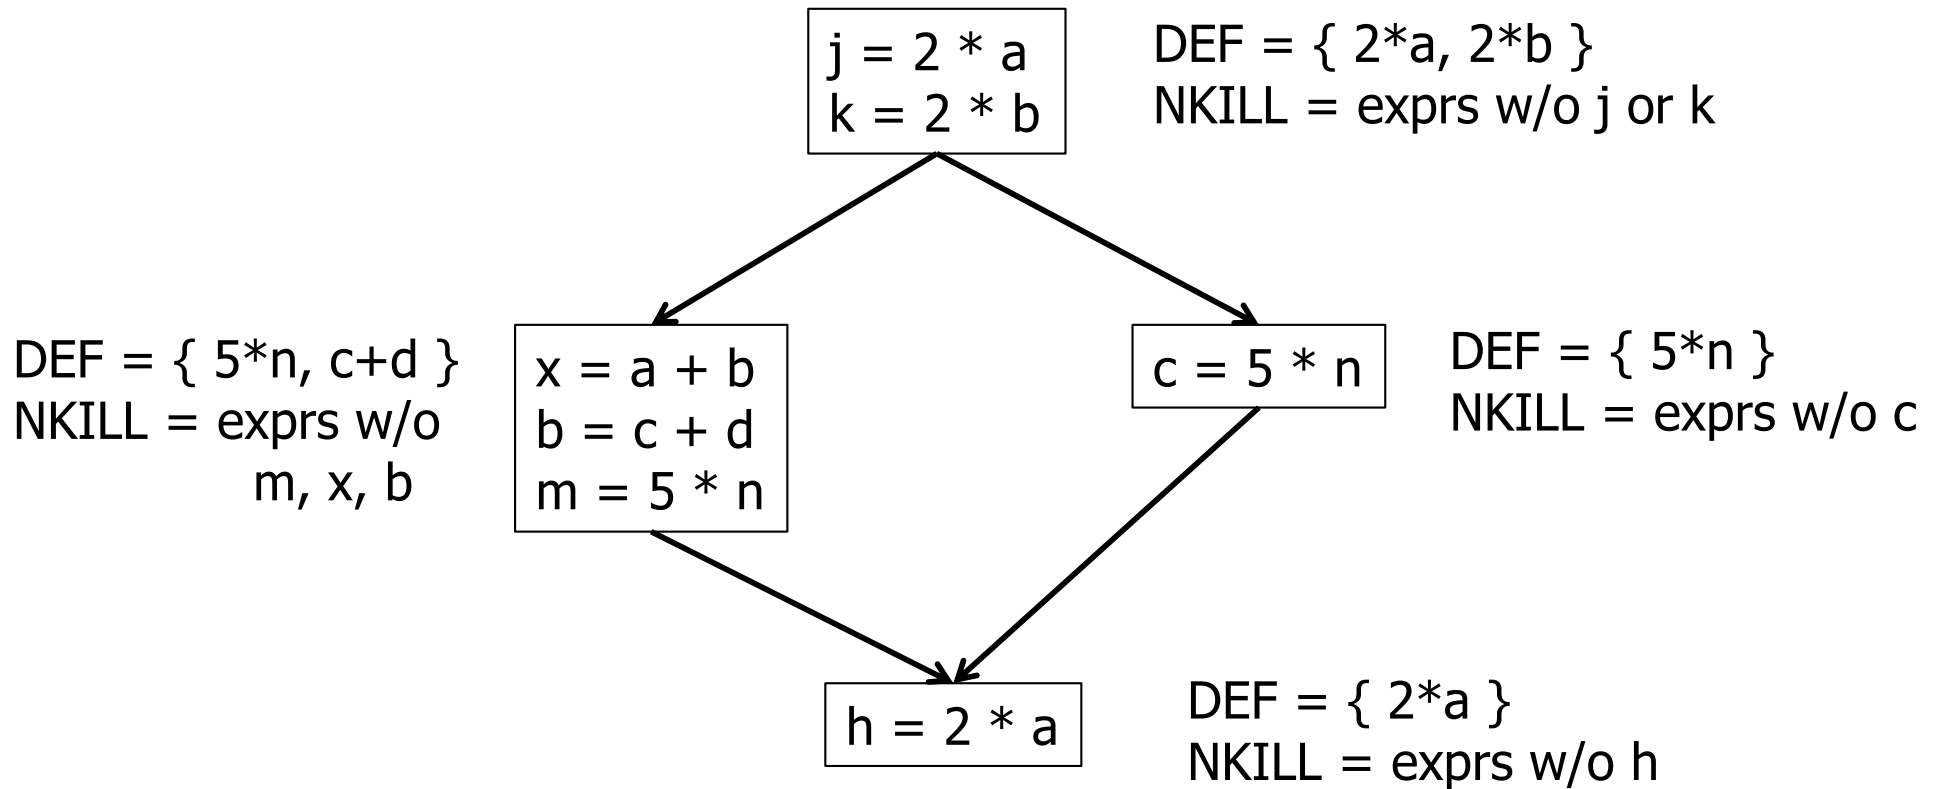 j = 2 * a
k = 2 * b
DEF = { 2*a, 2*b }
NKILL = exprs w/o j or k
DEF = { 5*n, c+d }
NKILL = exprs w/o
m, x, b
x = a + b
b = c + d
m = 5 * n
c = 5 * n
DEF = { 5*n }
NKILL = exprs w/o c
h = 2 * a
DEF = { 2*a }
NKILL = exprs w/o h